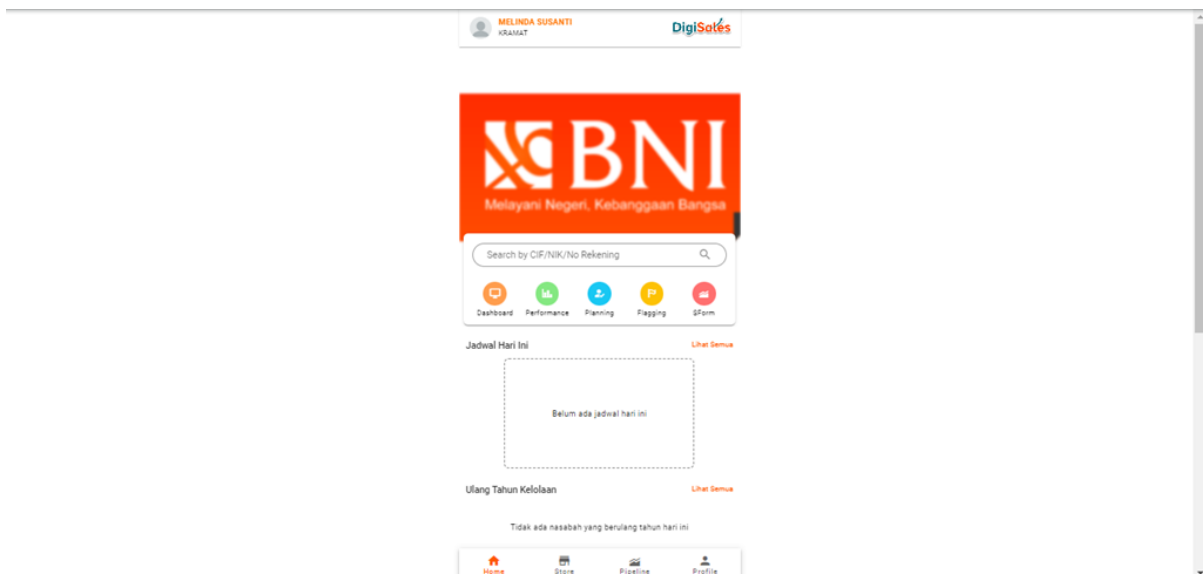 MELINDA SUSANTI
KRAMAT
DigiSales
BNI
Melayani Negeri, Kebanggaan Bangsa
Search by CIF/NIK/No Rekening
Dashboard Performance Planning Flagging SForm
Jadwal Hari Ini Lihat Semua
Belum ada jadwal hari ini
Ulang Tahun Kelolaan Lihat Semua
Tidak ada nasabah yang berulang tahun hari ini
Home Store Pipeline Profile